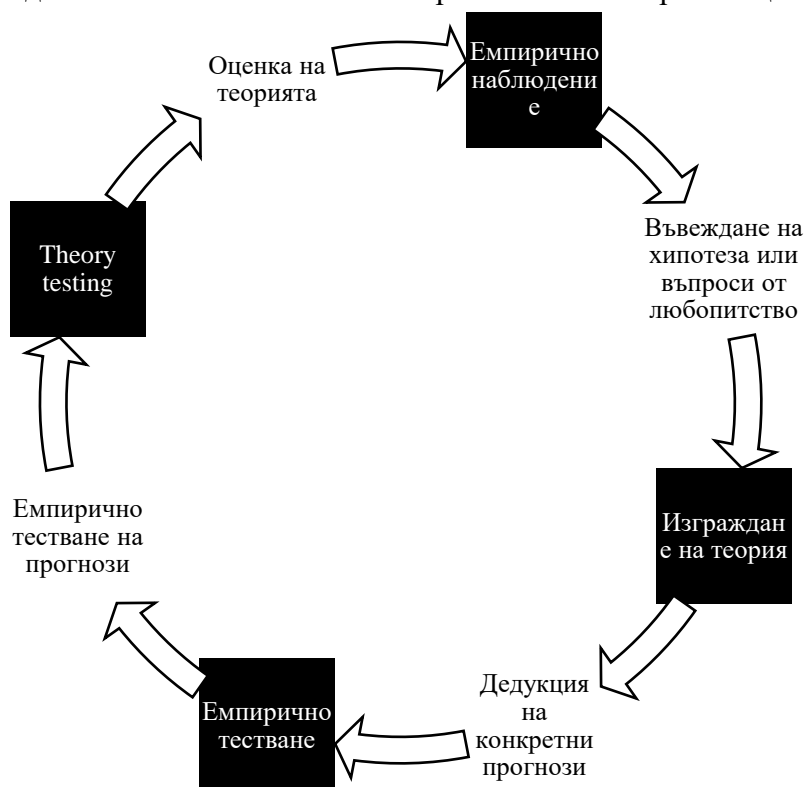 Емпирично
наблюдени
е
Въвеждане на
хипотеза или
въпроси от
любопитство
Изграждан
е на теория
Дедукция
на
конкретни
прогнози
Емпирично
тестване
Емпирично
тестване на
прогнози
Theory
testing
Оценка на
теорията